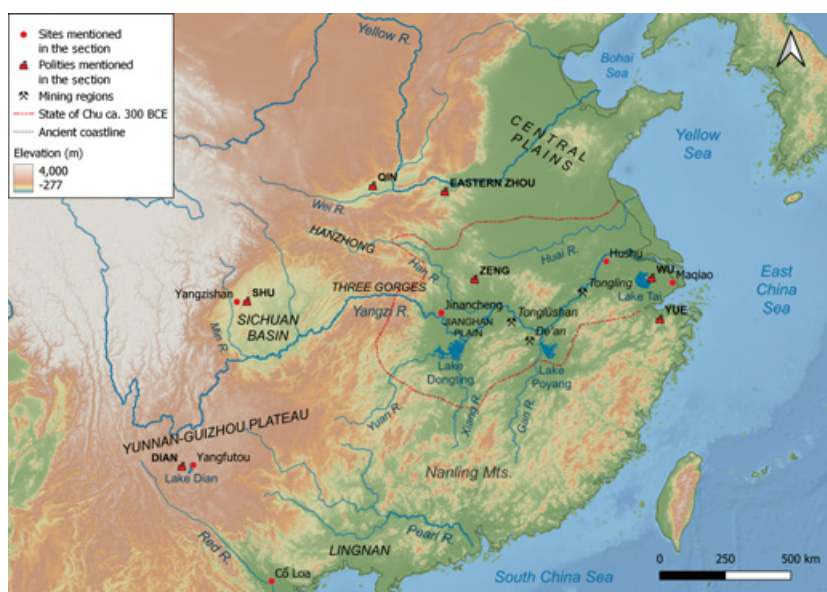 Sites mentioned
in the section
Polities mentioned
in the section
Mining regions
State of Chu ca. 300 BCE
Ancient coastline
Elevation (m)
4,000
-277
Yellow R.
Bohai
Sea
CENTRAL
PLAINS
Yellow
Sea
QIN
EASTERN ZHOU
Wei R.
HANZHONG
Han R.
Huai R.
Hushu
ZENG
WU
Maqiao
Tongling
Lake Tai
East
China
Sea
THREE GORGES
Yangzishan
SHU
SICHUAN
BASIN
Min R.
Yangzi R.
Jinancheng
JIANGHAN
PLAIN
Tonglüshan
De'an
YUE
Lake
Dongting
Lake
Poyang
Yuan R.
Xiang R.
Gan R.
YUNNAN-GUIZHOU PLATEAU
DIAN
Yangfutou
Lake Dian
Nanling Mts.
Red R.
Pearl R.
LINGNAN
Cổ Loa
South China Sea
0 250 500 km